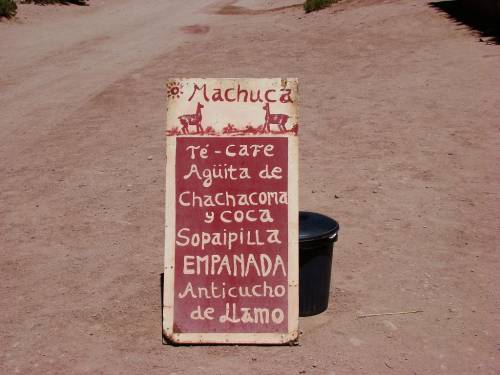 Machuca
Té - CAFE
Agüita de
Chachacoma
y coca
Sopaipilla
EMPANADA
Anticucho
de Llamo